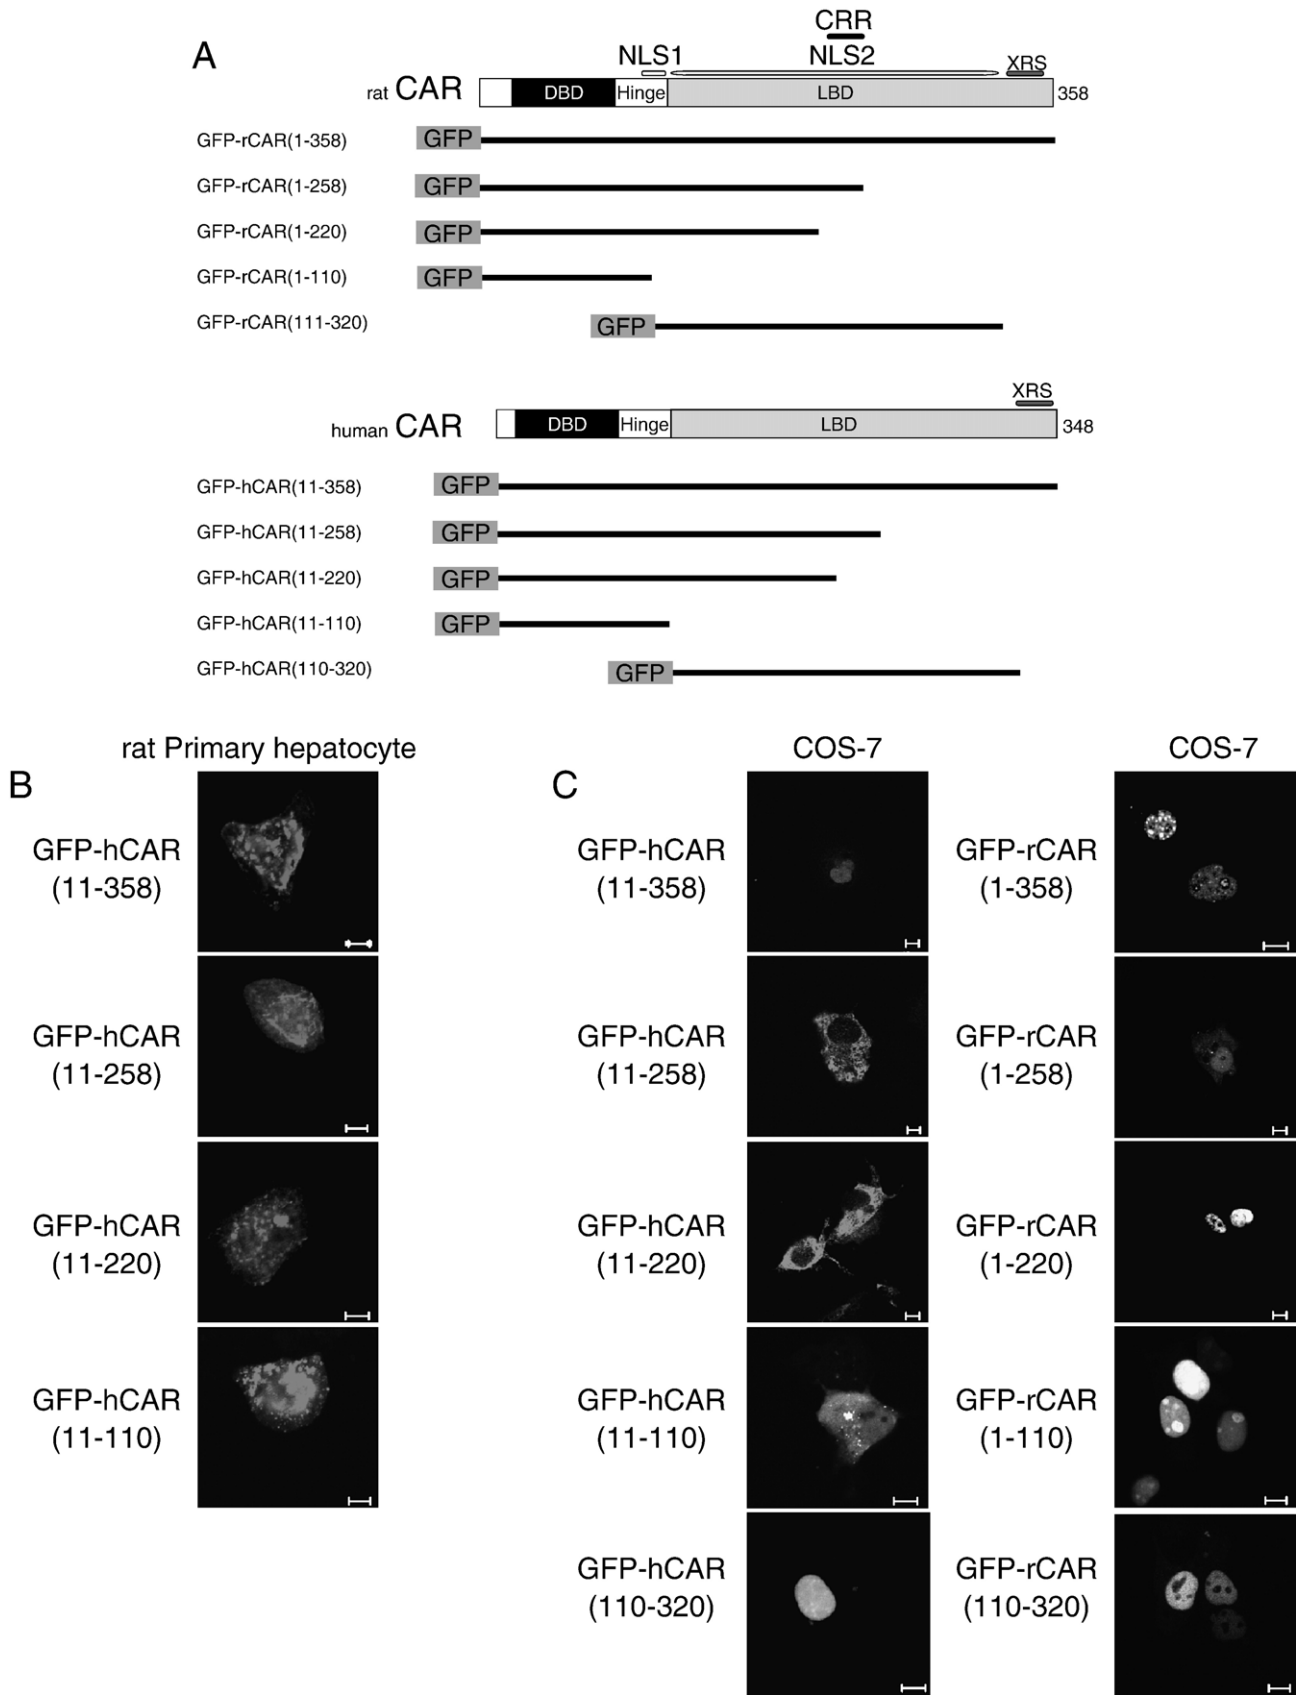 A
CRR
NLS1
NLS2
XRS
rat CAR
DBD
Hinge
LBD
358
GFP-rCAR(1-358)
GFP
GFP-rCAR(1-258)
GFP
GFP-rCAR(1-220)
GFP
GFP-rCAR(1-110)
GFP
GFP-rCAR(111-320)
GFP
XRS
human CAR
DBD
Hinge
LBD
348
GFP-hCAR(11-358)
GFP
GFP-hCAR(11-258)
GFP
GFP-hCAR(11-220)
GFP
GFP-hCAR(11-110)
GFP
GFP-hCAR(110-320)
GFP
rat Primary hepatocyte
B
GFP-hCAR
(11-358)
GFP-hCAR
(11-258)
GFP-hCAR
(11-220)
GFP-hCAR
(11-110)
C
COS-7
COS-7
GFP-hCAR
(11-358)
GFP-rCAR
(1-358)
GFP-hCAR
(11-258)
GFP-rCAR
(1-258)
GFP-hCAR
(11-220)
GFP-rCAR
(1-220)
GFP-hCAR
(11-110)
GFP-rCAR
(1-110)
GFP-hCAR
(110-320)
GFP-rCAR
(110-320)